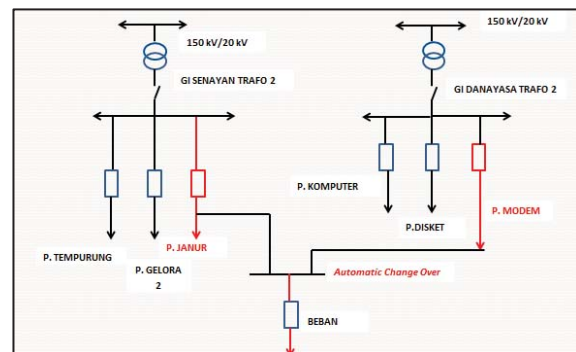 150 kV/20 kV
150 kV/20 kV
GI SENAYAN TRAFO 2
GI DANAYASA TRAFO 2
P. KOMPUTER
P.DISKET
P. MODEM
P. TEMPURUNG
P. GELORA
2
P. JANUR
Automatic Change Over
BEBAN